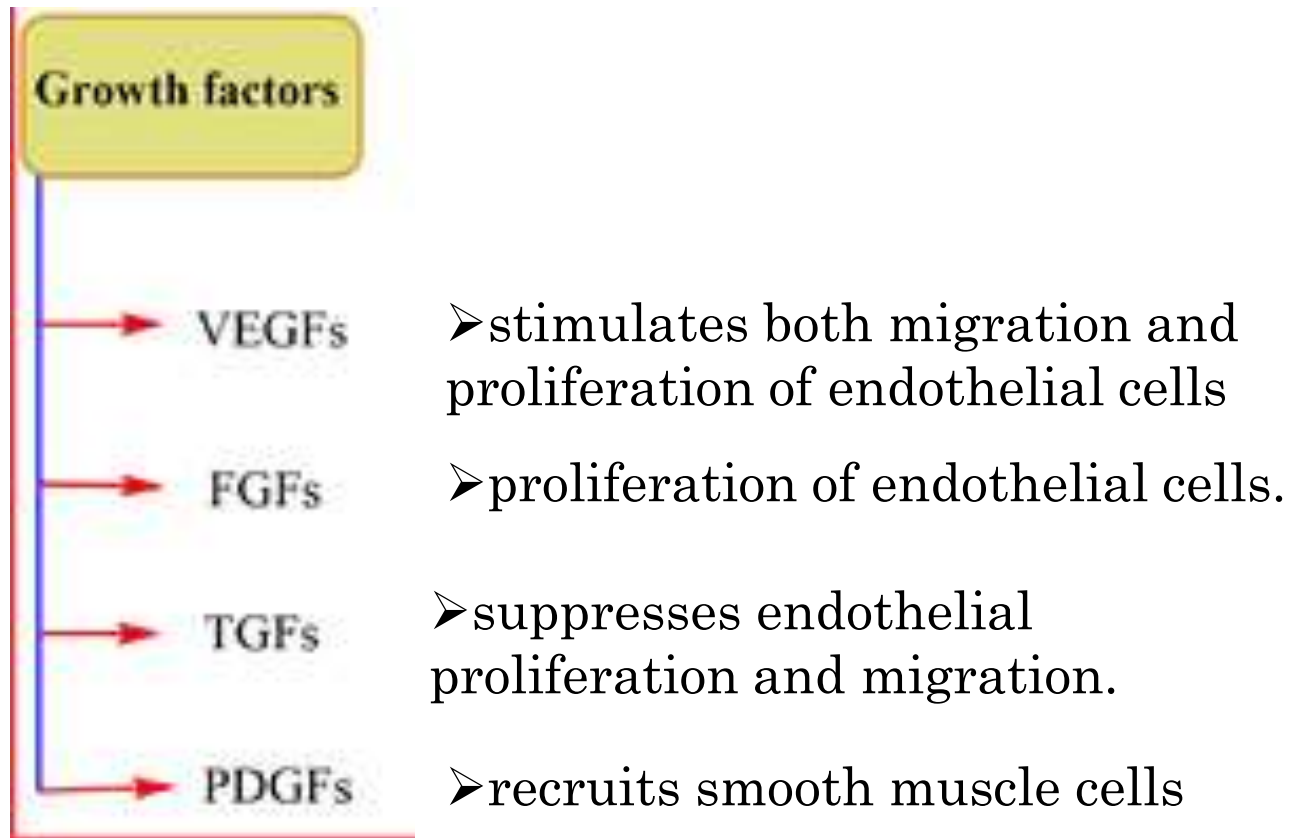 Growth factors
VEGFs
➢stimulates both migration and
proliferation of endothelial cells
FGFs
➢proliferation of endothelial cells.
TGFs
➢suppresses endothelial
proliferation and migration.
PDGFs
➢recruits smooth muscle cells